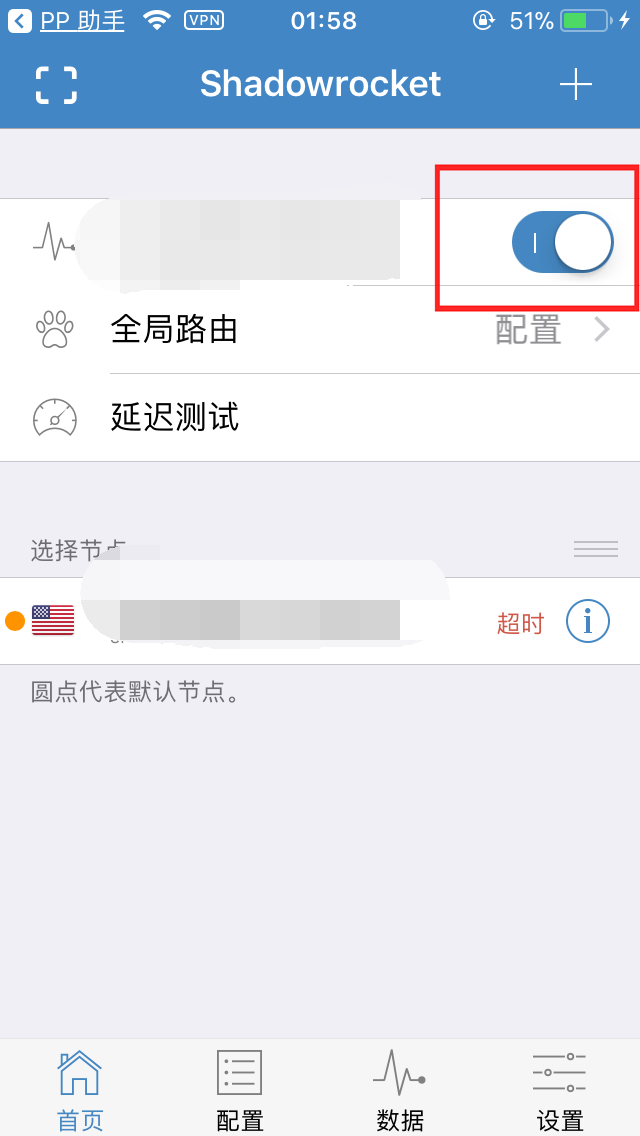 PP 助手 VPN 01:58 51%
Shadowrocket
全局路由 配置
延迟测试
选择节点
超时
圆点代表默认节点。
首页 配置 数据 设置